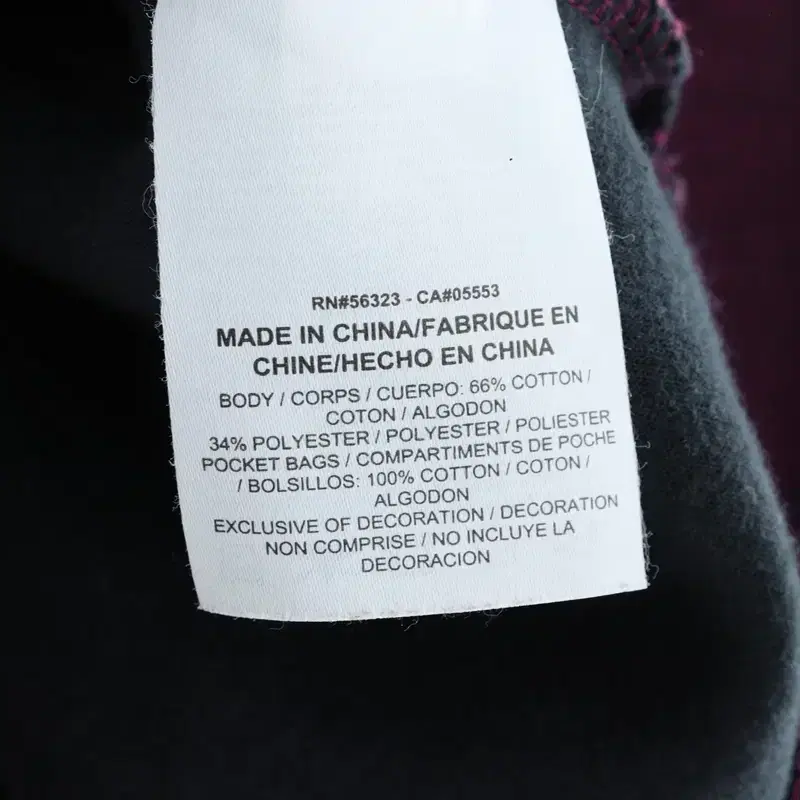 RN#56323 - CA#05553
MADE IN CHINA/FABRIQUE EN
CHINE/HECHO EN CHINA
BODY / CORPS / CUERPO: 66% COTTON /
COTON / ALGODON
34% POLYESTER / POLYESTER / POLIESTER
POCKET BAGS / COMPARTIMENTS DE POCHE
/ BOLSILLOS: 100% COTTON / COTON /
ALGODON
EXCLUSIVE OF DECORATION / DECORATION
NON COMPRISE / NO INCLUYE LA
DECORACION